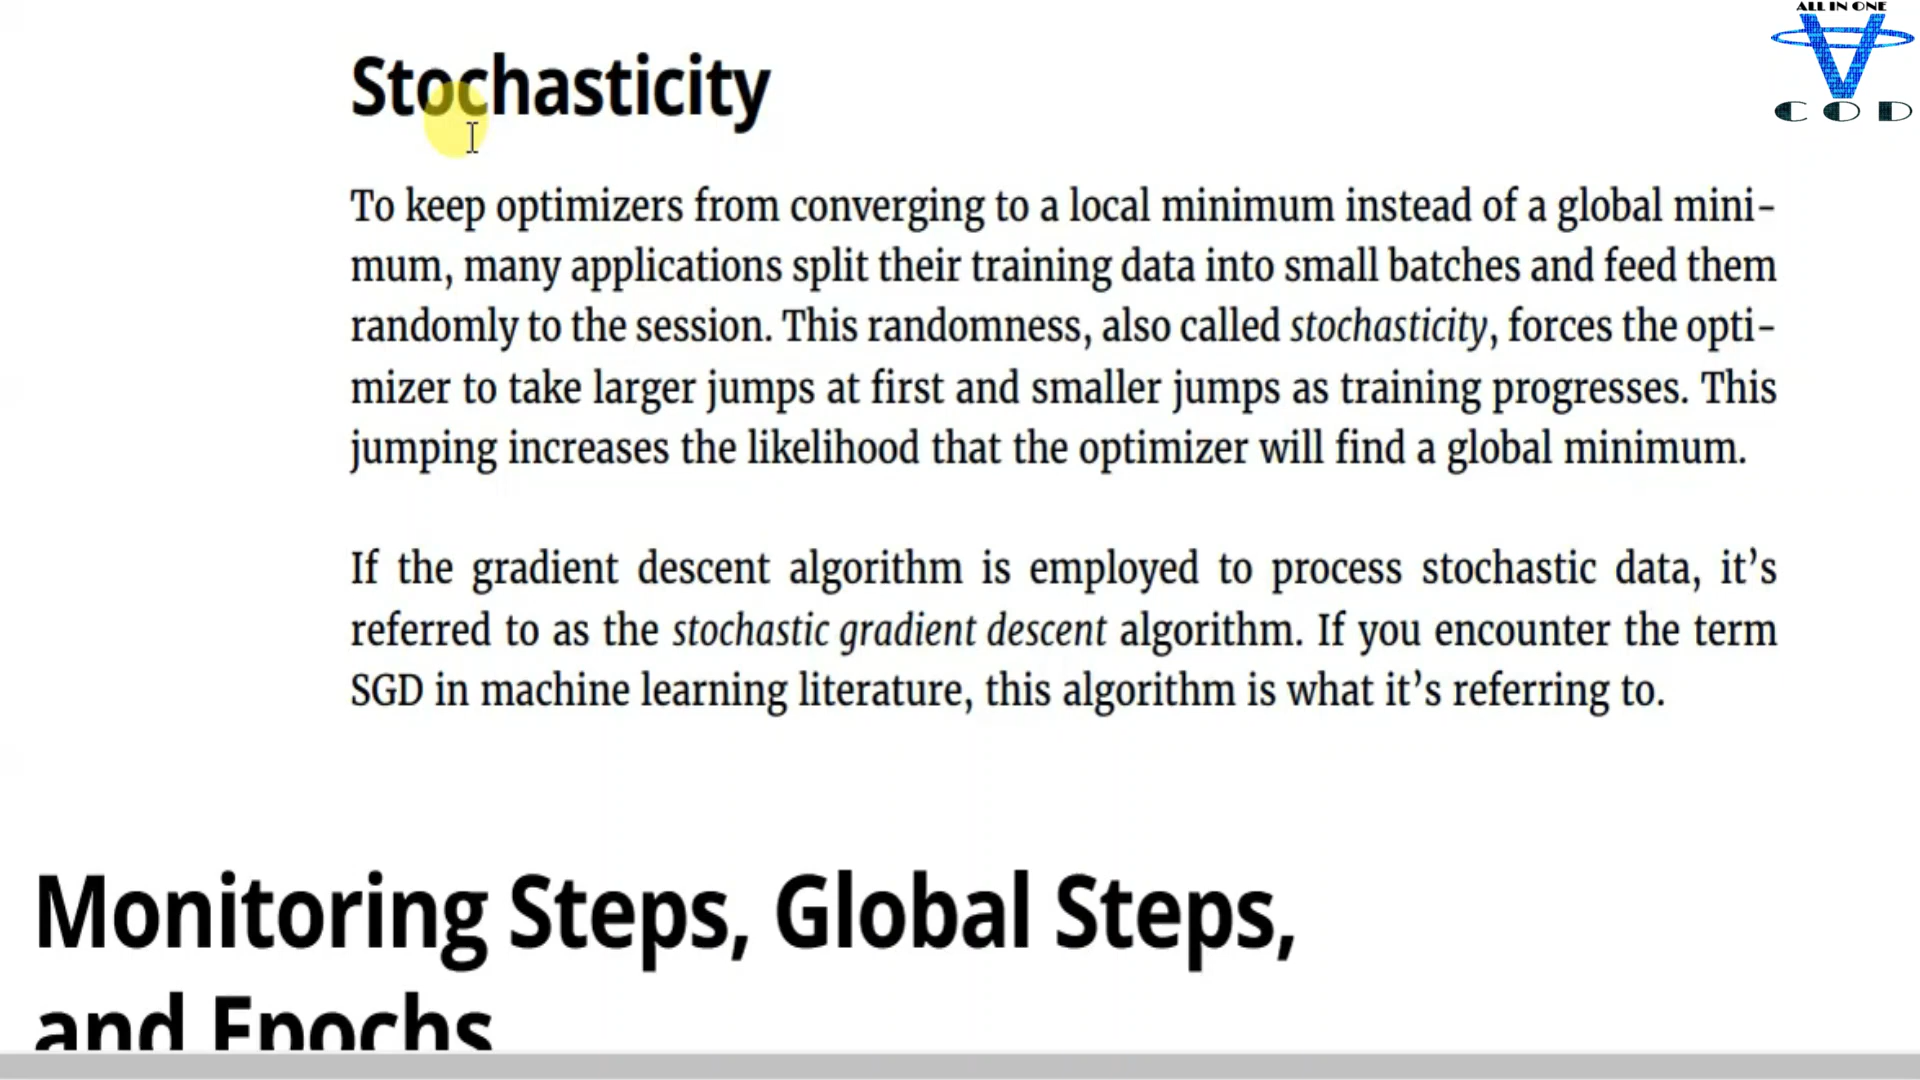 ALL IN ONE
C O D
Stochasticity
To keep optimizers from converging to a local minimum instead of a global mini-
mum, many applications split their training data into small batches and feed them
randomly to the session. This randomness, also called stochasticity, forces the opti-
mizer to take larger jumps at first and smaller jumps as training progresses. This
jumping increases the likelihood that the optimizer will find a global minimum.
If the gradient descent algorithm is employed to process stochastic data, it’s
referred to as the stochastic gradient descent algorithm. If you encounter the term
SGD in machine learning literature, this algorithm is what it’s referring to.
Monitoring Steps, Global Steps,
and Epochs